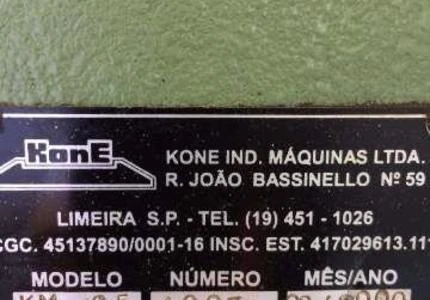 KonE
KONE IND. MÁQUINAS LTDA.
R. JOÃO BASSINELLO Nº 59
LIMEIRA S.P. - TEL. (19) 451 - 1026
CGC. 45137890/0001-16 INSC. EST. 417029613.111
MODELO NÚMERO MÊS/ANO